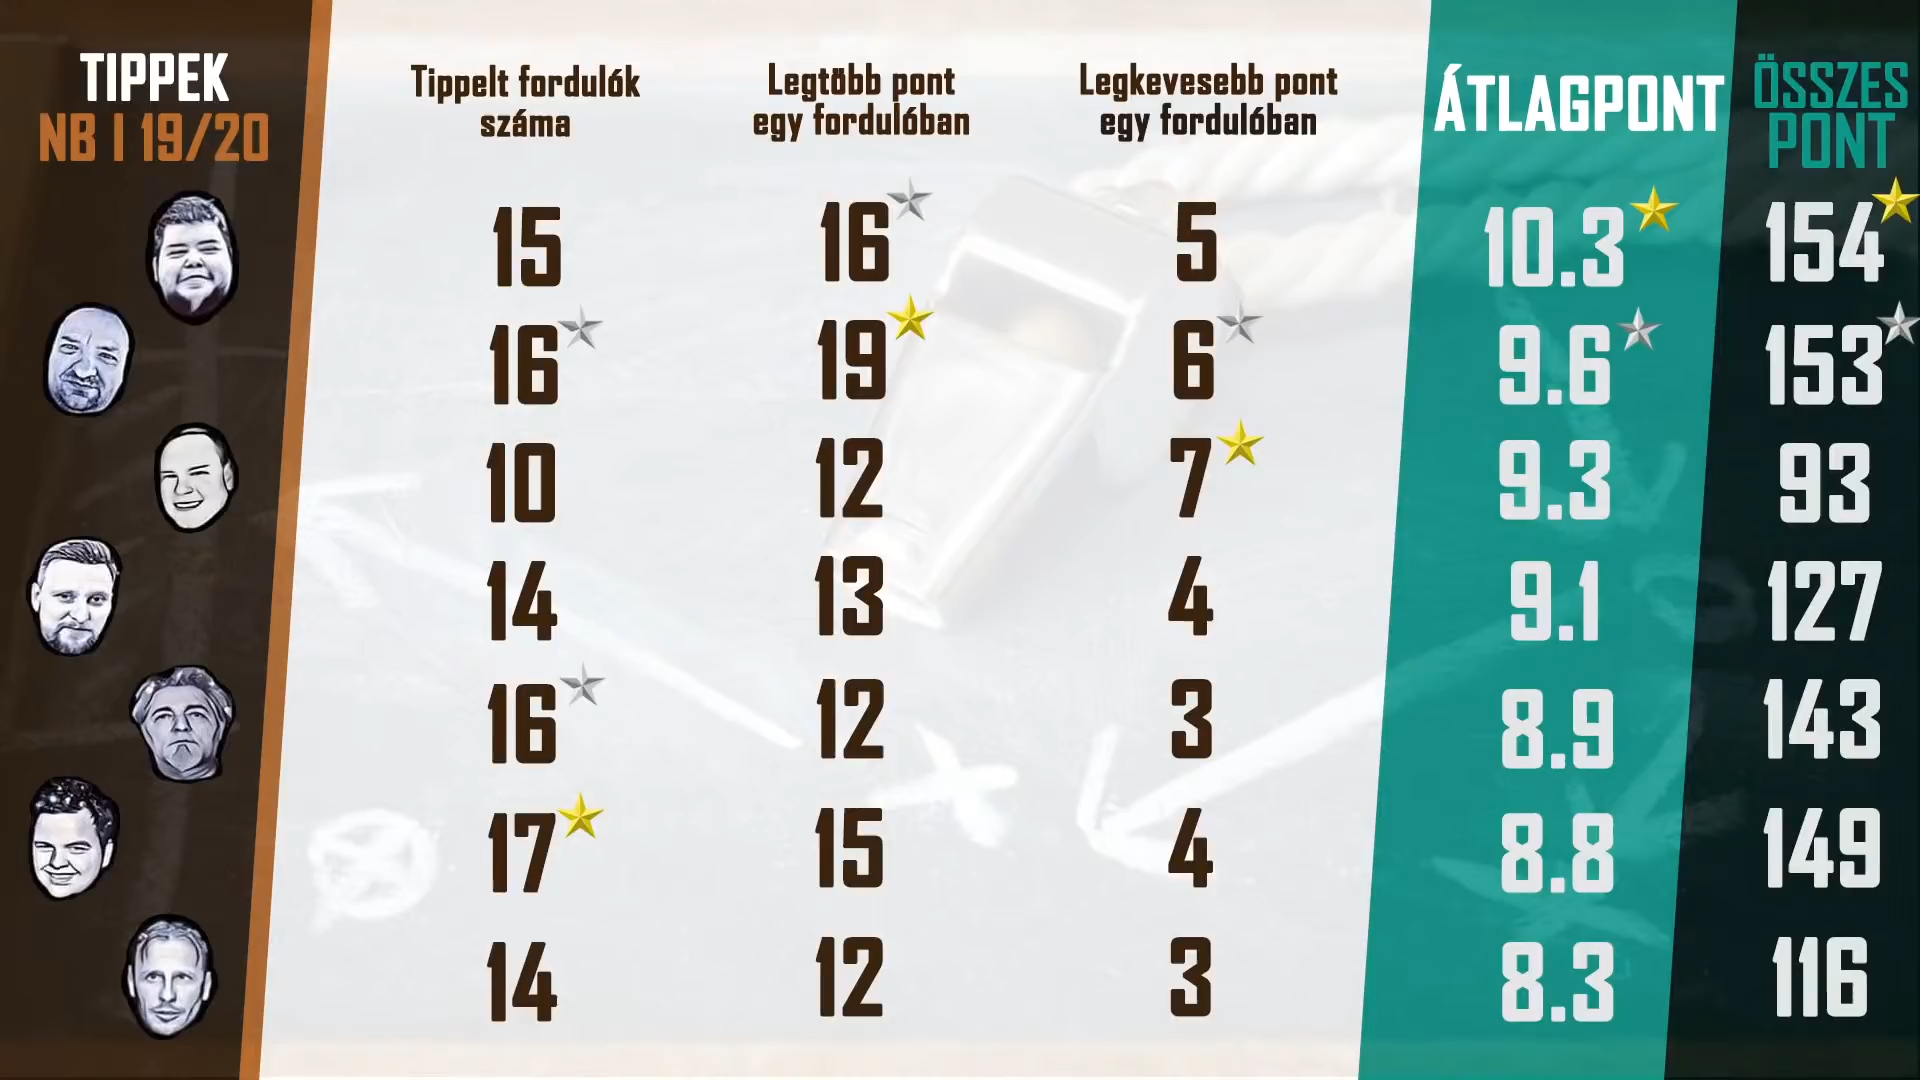 TIPPEK
NB I 19/20
Tippelt fordulók
száma
Legtöbb pont
egy fordulóban
Legkevesebb pont
egy fordulóban
ÁTLAGPONT
ÖSSZES
PONT
15 16 5 10.3 154
16 19 6 9.6 153
10 12 7 9.3 93
14 13 4 9.1 127
16 12 3 8.9 143
17 15 4 8.8 149
14 12 3 8.3 116